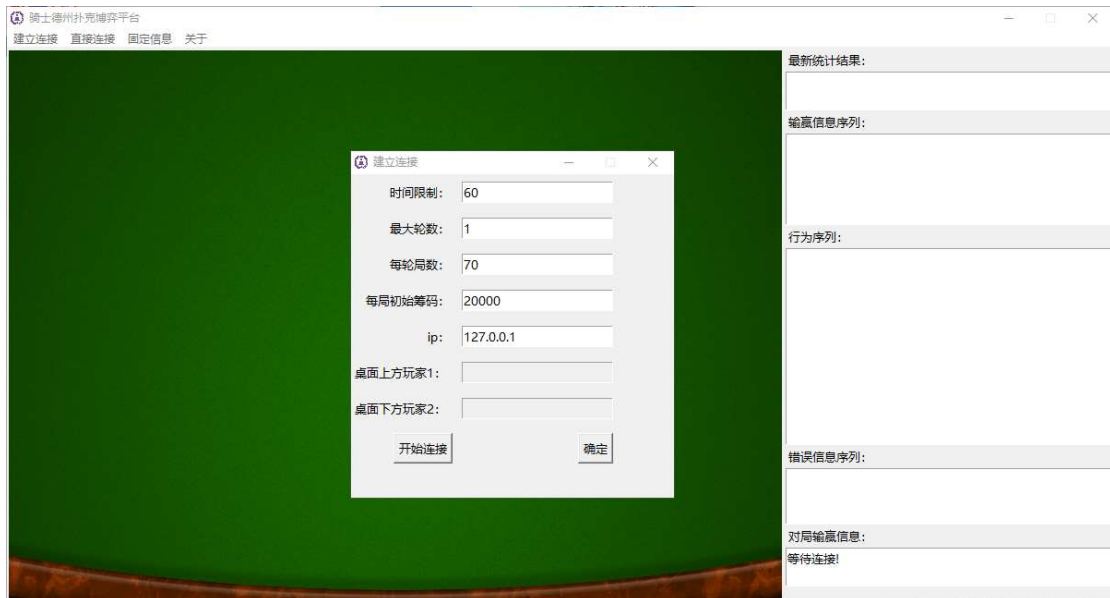 骑士德州扑克博弈平台
建立连接 直接连接 固定信息 关于
最新统计结果:
输赢信息序列:
行为序列:
错误信息序列:
对局输赢信息:
等待连接!
建立连接
时间限制: 60
最大轮数: 1
每轮局数: 70
每局初始筹码: 20000
ip: 127.0.0.1
桌面上方玩家1:
桌面下方玩家2:
开始连接 确定